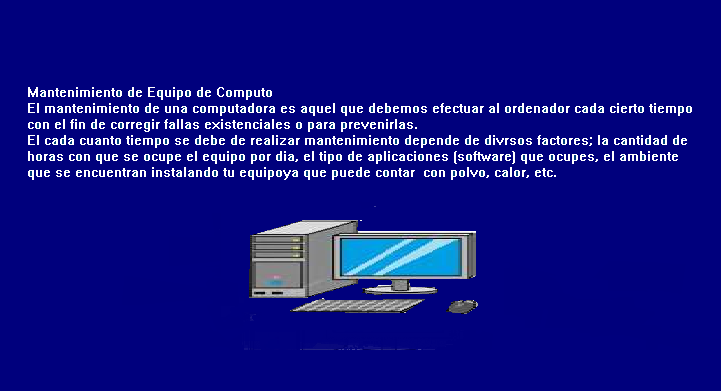 Mantenimiento de Equipo de Computo
El mantenimiento de una computadora es aquel que debemos efectuar al ordenador cada cierto tiempo
con el fin de corregir fallas existenciales o para prevenirlas.
El cada cuanto tiempo se debe de realizar mantenimiento depende de divrsos factores; la cantidad de
horas con que se ocupe el equipo por dia, el tipo de aplicaciones (software) que ocupes, el ambiente
que se encuentran instalando tu equipoya que puede contar  con polvo, calor, etc.